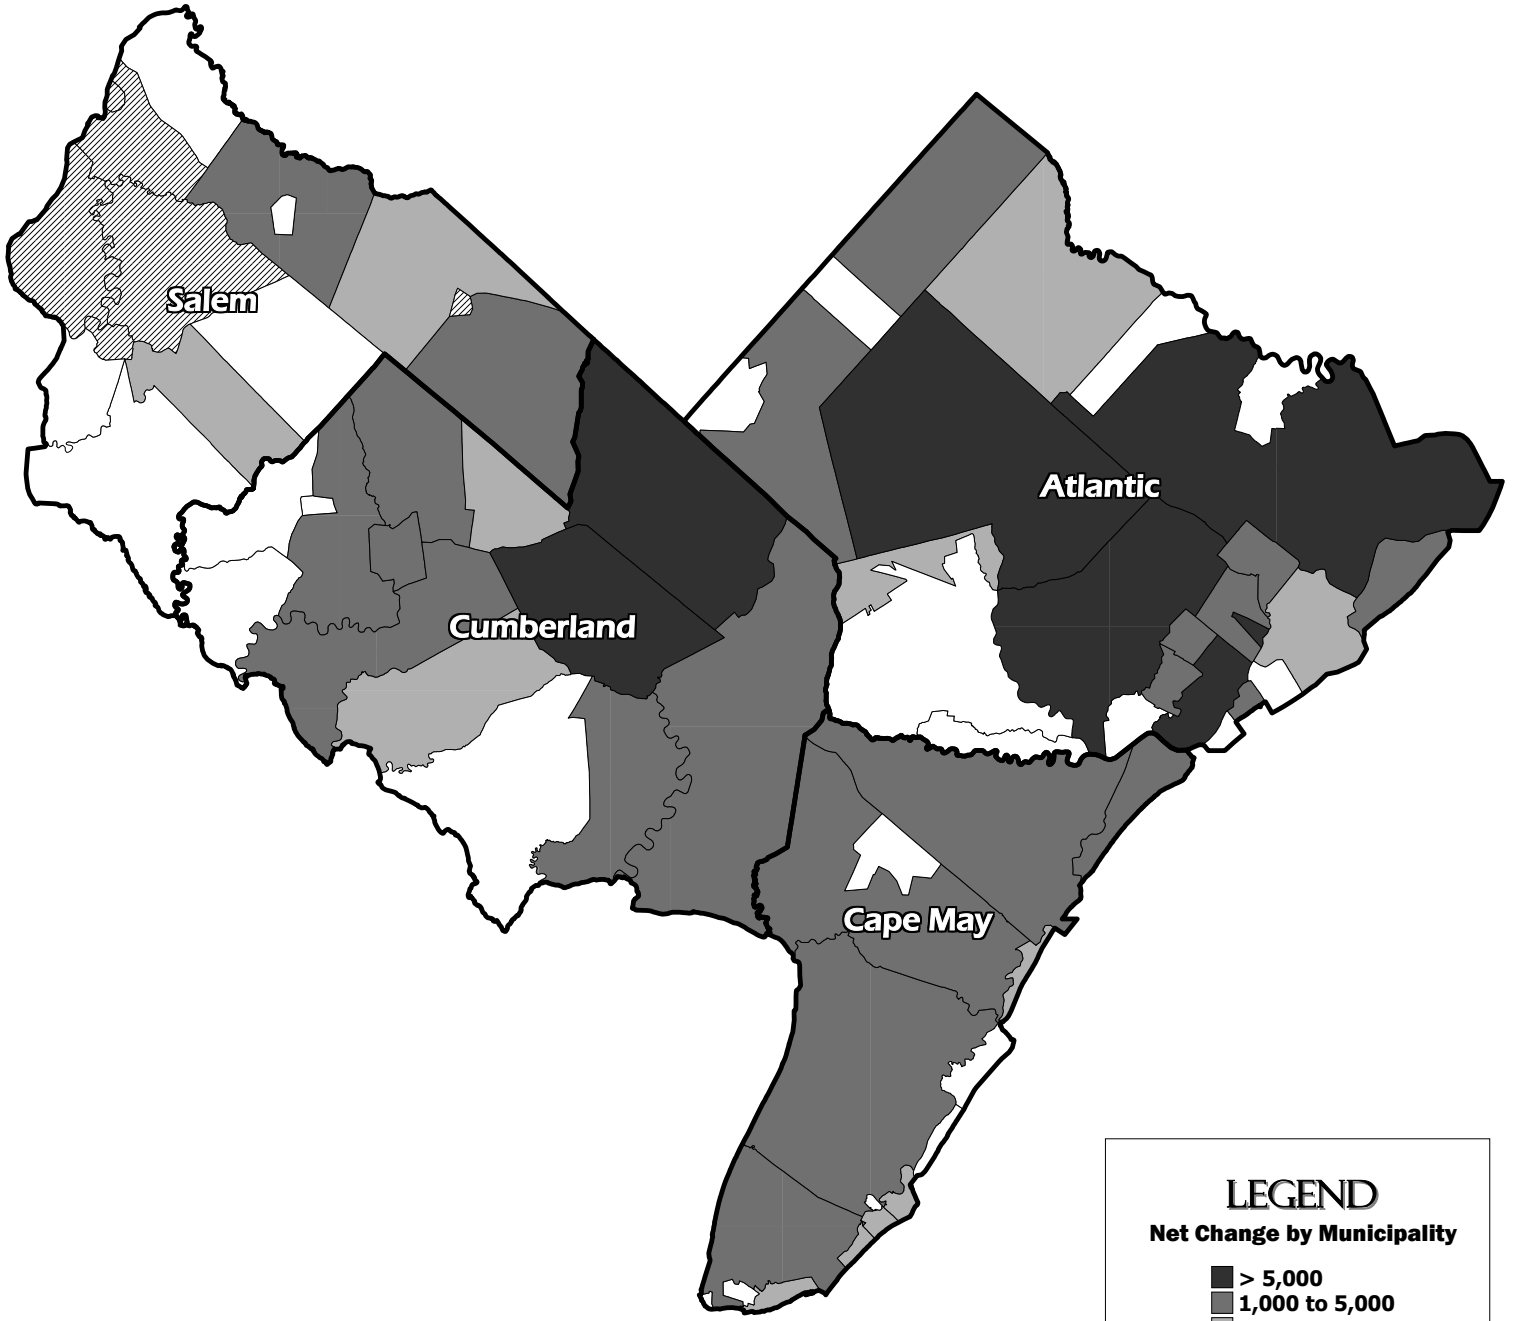 Salem
Atlantic
Cumberland
Cape May
LEGEND
Net Change by Municipality
> 5,000
1,000 to 5,000